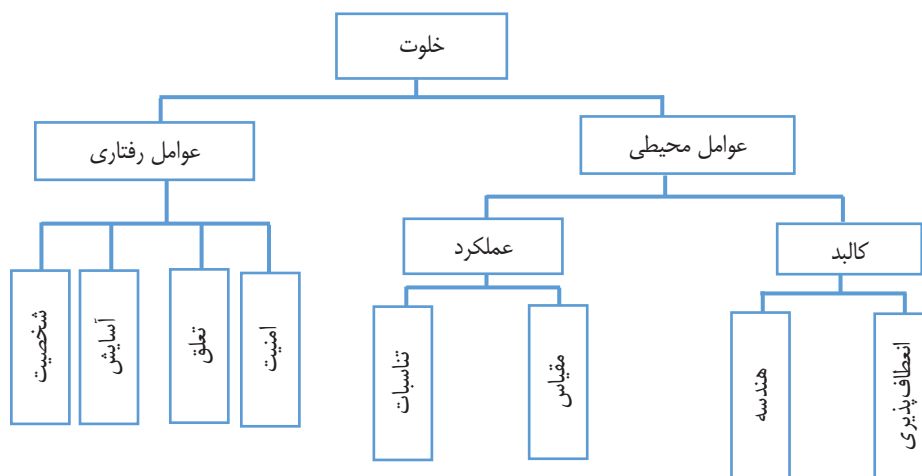 خلوت
عوامل محیطی
عوامل رفتاری
کالبد
عملکرد
انعطاف‌پذیری
هندسه
مقیاس
تناسبات
امنیت
تعلق
آسایش
شخصیت